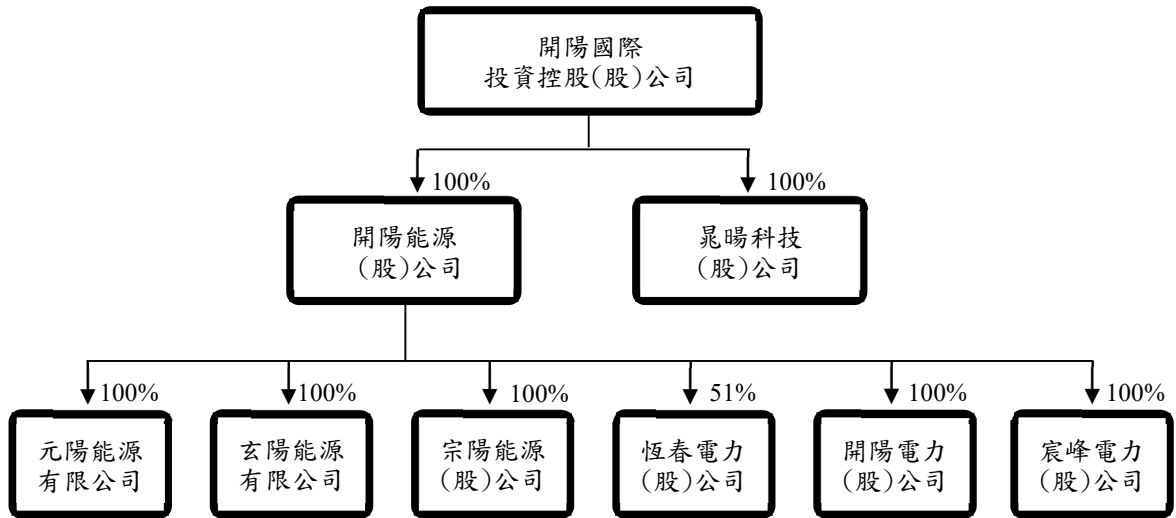 開陽國際
投資控股(股)公司
100%
100%
開陽能源
(股)公司
晁暘科技
(股)公司
100%
100%
100%
51%
100%
100%
元陽能源
有限公司
玄陽能源
有限公司
宗陽能源
(股)公司
恆春電力
(股)公司
開陽電力
(股)公司
宸峰電力
(股)公司